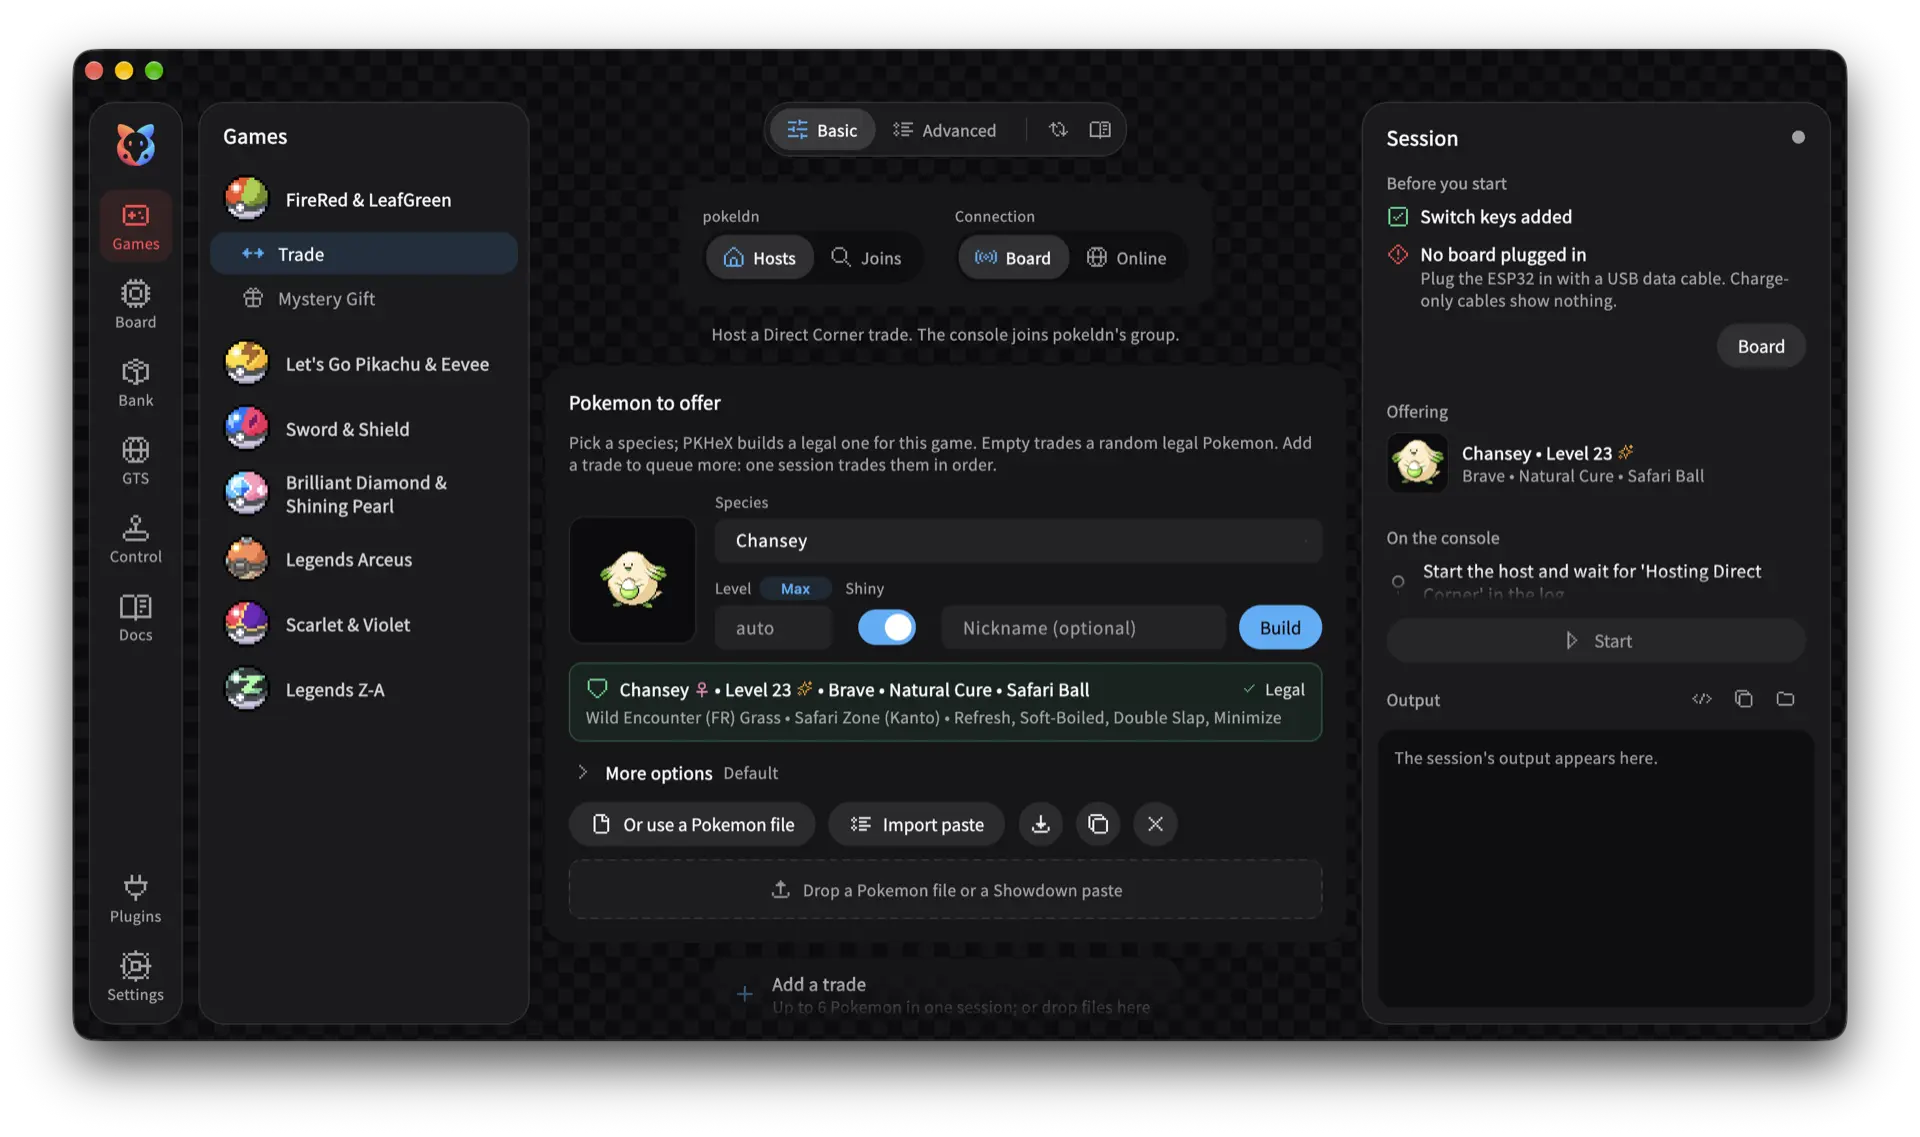 Games
Board
Bank
GTS
Control
Docs
Plugins
Settings
Games
FireRed & LeafGreen
Trade
Mystery Gift
Let's Go Pikachu & Eevee
Sword & Shield
Brilliant Diamond &
Shining Pearl
Legends Arceus
Scarlet & Violet
Legends Z-A
Basic
Advanced
pokeldn
Connection
Hosts
Joins
Board
Online
Host a Direct Corner trade. The console joins pokeldn's group.
Pokemon to offer
Pick a species; PKHeX builds a legal one for this game. Empty trades a random legal Pokemon. Add
a trade to queue more: one session trades them in order.
Species
Chansey
Level
Max
Shiny
auto
Nickname (optional)
Build
Chansey ♀ • Level 23 • Brave • Natural Cure • Safari Ball
Legal
Wild Encounter (FR) Grass • Safari Zone (Kanto) • Refresh, Soft-Boiled, Double Slap, Minimize
More options Default
Or use a Pokemon file
Import paste
Drop a Pokemon file or a Showdown paste
Add a trade
Up to 6 Pokemon in one session; or drop files here
Session
Before you start
Switch keys added
No board plugged in
Plug the ESP32 in with a USB data cable. Charge-
only cables show nothing.
Board
Offering
Chansey • Level 23
Brave • Natural Cure • Safari Ball
On the console
Start the host and wait for 'Hosting Direct
Corner' in the log
Start
Output
The session's output appears here.